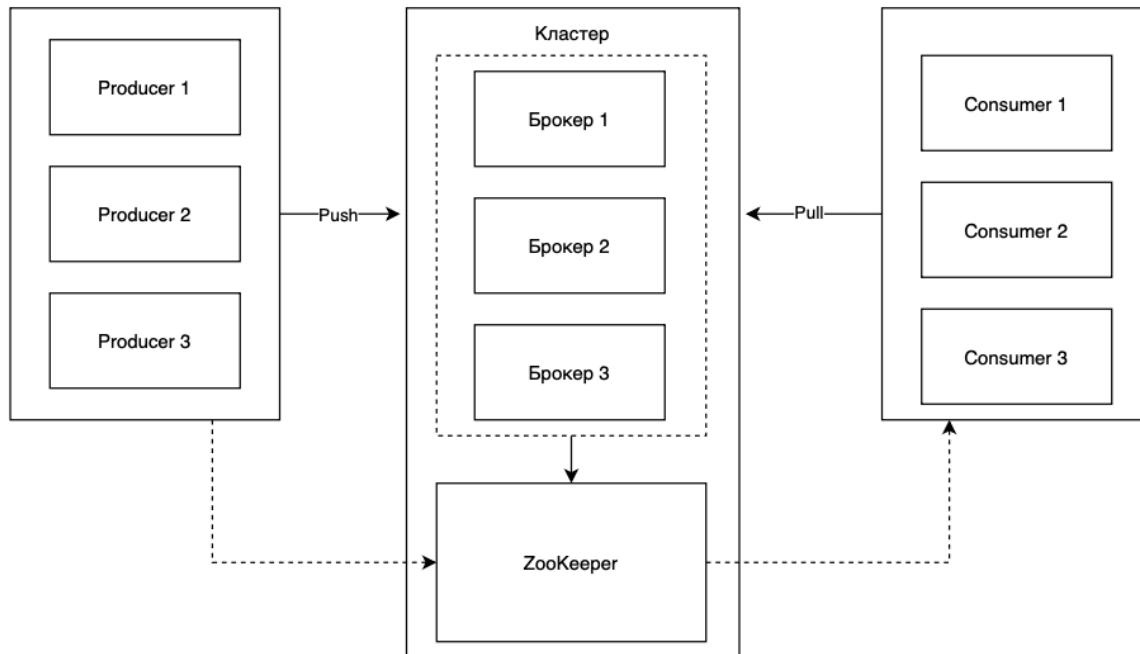 Producer 1
Producer 2
Producer 3
Push
Кластер
Брокер 1
Брокер 2
Брокер 3
ZooKeeper
Pull
Consumer 1
Consumer 2
Consumer 3